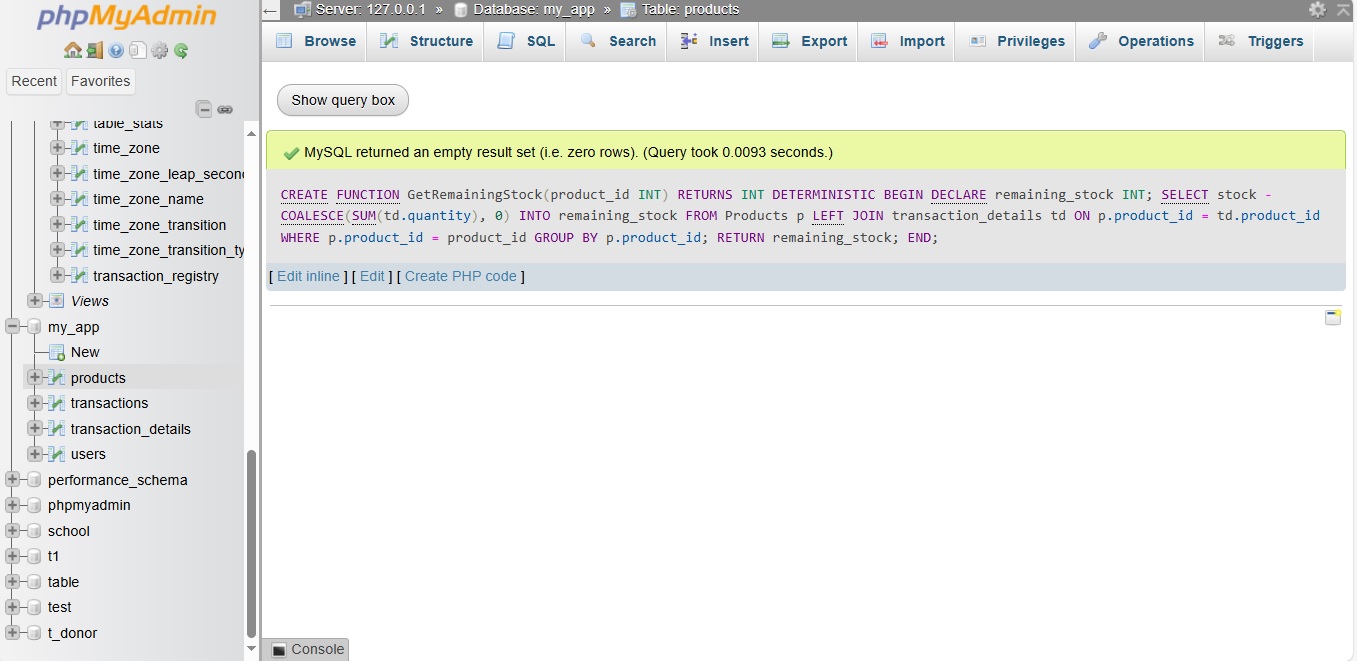 phpMyAdmin
Recent Favorites
table_stats
time_zone
time_zone_leap_secon
time_zone_name
time_zone_transition
time_zone_transition_ty
transaction_registry
Views
my_app
New
products
transactions
transaction_details
users
performance_schema
phpmyadmin
school
t1
table
test
t_donor
Server: 127.0.0.1 » Database: my_app » Table: products
Browse Structure SQL Search Insert Export Import Privileges Operations Triggers
Show query box
MySQL returned an empty result set (i.e. zero rows). (Query took 0.0093 seconds.)
CREATE FUNCTION GetRemainingStock(product_id INT) RETURNS INT DETERMINISTIC BEGIN DECLARE remaining_stock INT; SELECT stock -
COALESCE(SUM(td.quantity), 0) INTO remaining_stock FROM Products p LEFT JOIN transaction_details td ON p.product_id = td.product_id
WHERE p.product_id = product_id GROUP BY p.product_id; RETURN remaining_stock; END;
[ Edit inline ] [ Edit ] [ Create PHP code ]
Console